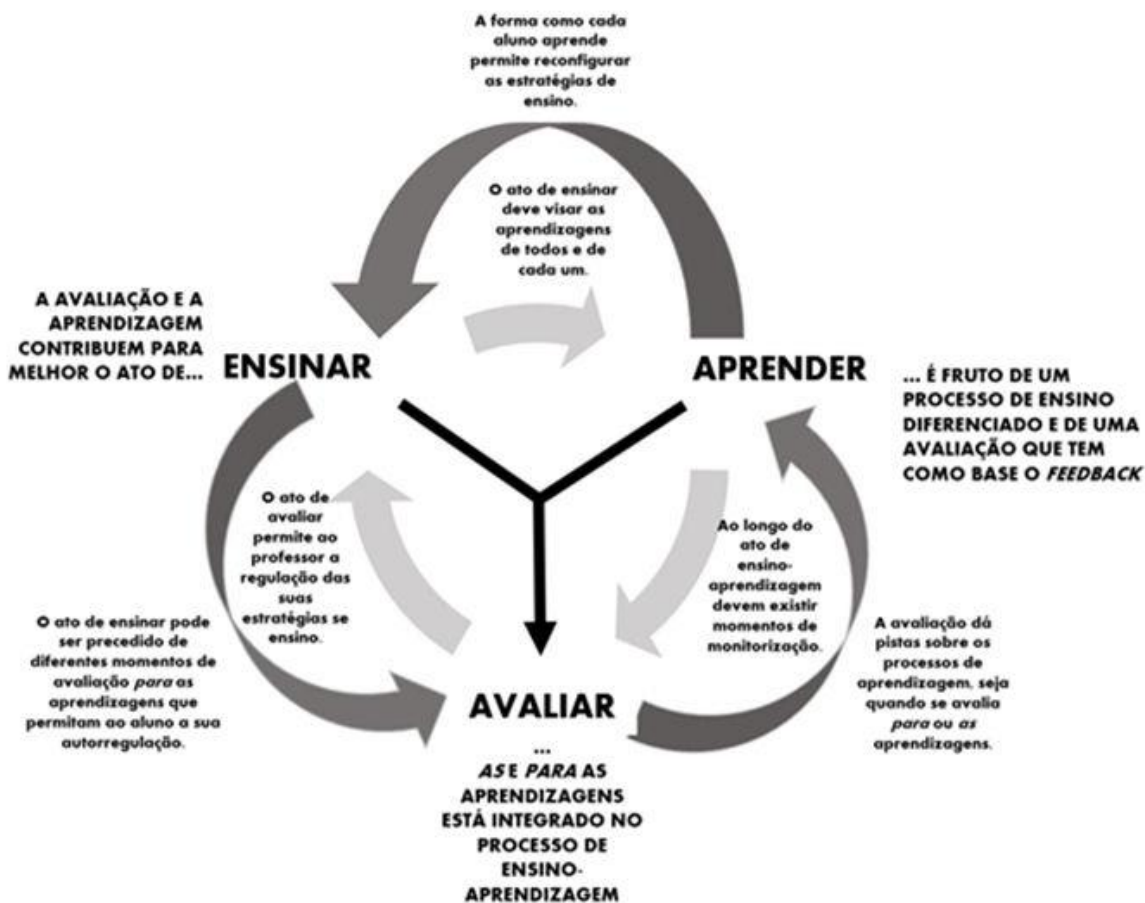 A forma como cada
aluno aprende
permite reconfigurar
as estratégias de
ensino.
O ato de ensinar
deve visar as
aprendizagens
de todos e de
cada um.
A AVALIAÇÃO E A
APRENDIZAGEM
CONTRIBUEM PARA
MELHOR O ATO DE...
ENSINAR
APRENDER
... É FRUTO DE UM
PROCESSO DE ENSINO
DIFERENCIADO E DE UMA
AVALIAÇÃO QUE TEM
COMO BASE O FEEDBACK
O ato de
avaliar
permite ao
professor a
regulação das
suas
estratégias se
ensino.
Ao longo do
ato de
ensino-
aprendizagem
devem existir
momentos de
monitorização.
O ato de ensinar pode
ser precedido de
diferentes momentos de
avaliação para as
aprendizagens que
permitam ao aluno a sua
autorregulação.
A avaliação dá
pistas sobre os
processos de
aprendizagem, seja
quando se avalia
para ou as
aprendizagens.
AVALIAR
...
AS E PARA AS
APRENDIZAGENS
ESTÁ INTEGRADO NO
PROCESSO DE
ENSINO-
APRENDIZAGEM